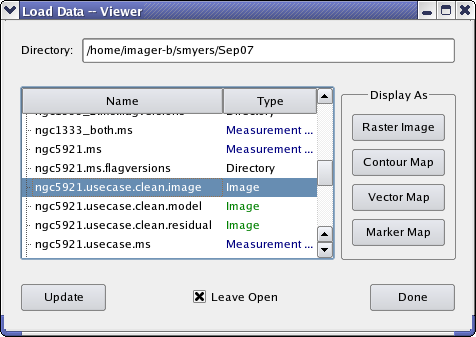 Load Data -- Viewer
Directory: /home/imager-b/smyers/Sep07
Name Type Display As
ngc1333_both.ms Measurement ...
ngc5921.ms Measurement ...
ngc5921.ms.flagversions Directory
ngc5921.usecase.clean.image Image
ngc5921.usecase.clean.model Image
ngc5921.usecase.clean.residual Image
ngc5921.usecase.ms Measurement ...
Raster Image
Contour Map
Vector Map
Marker Map
Update Leave Open Done